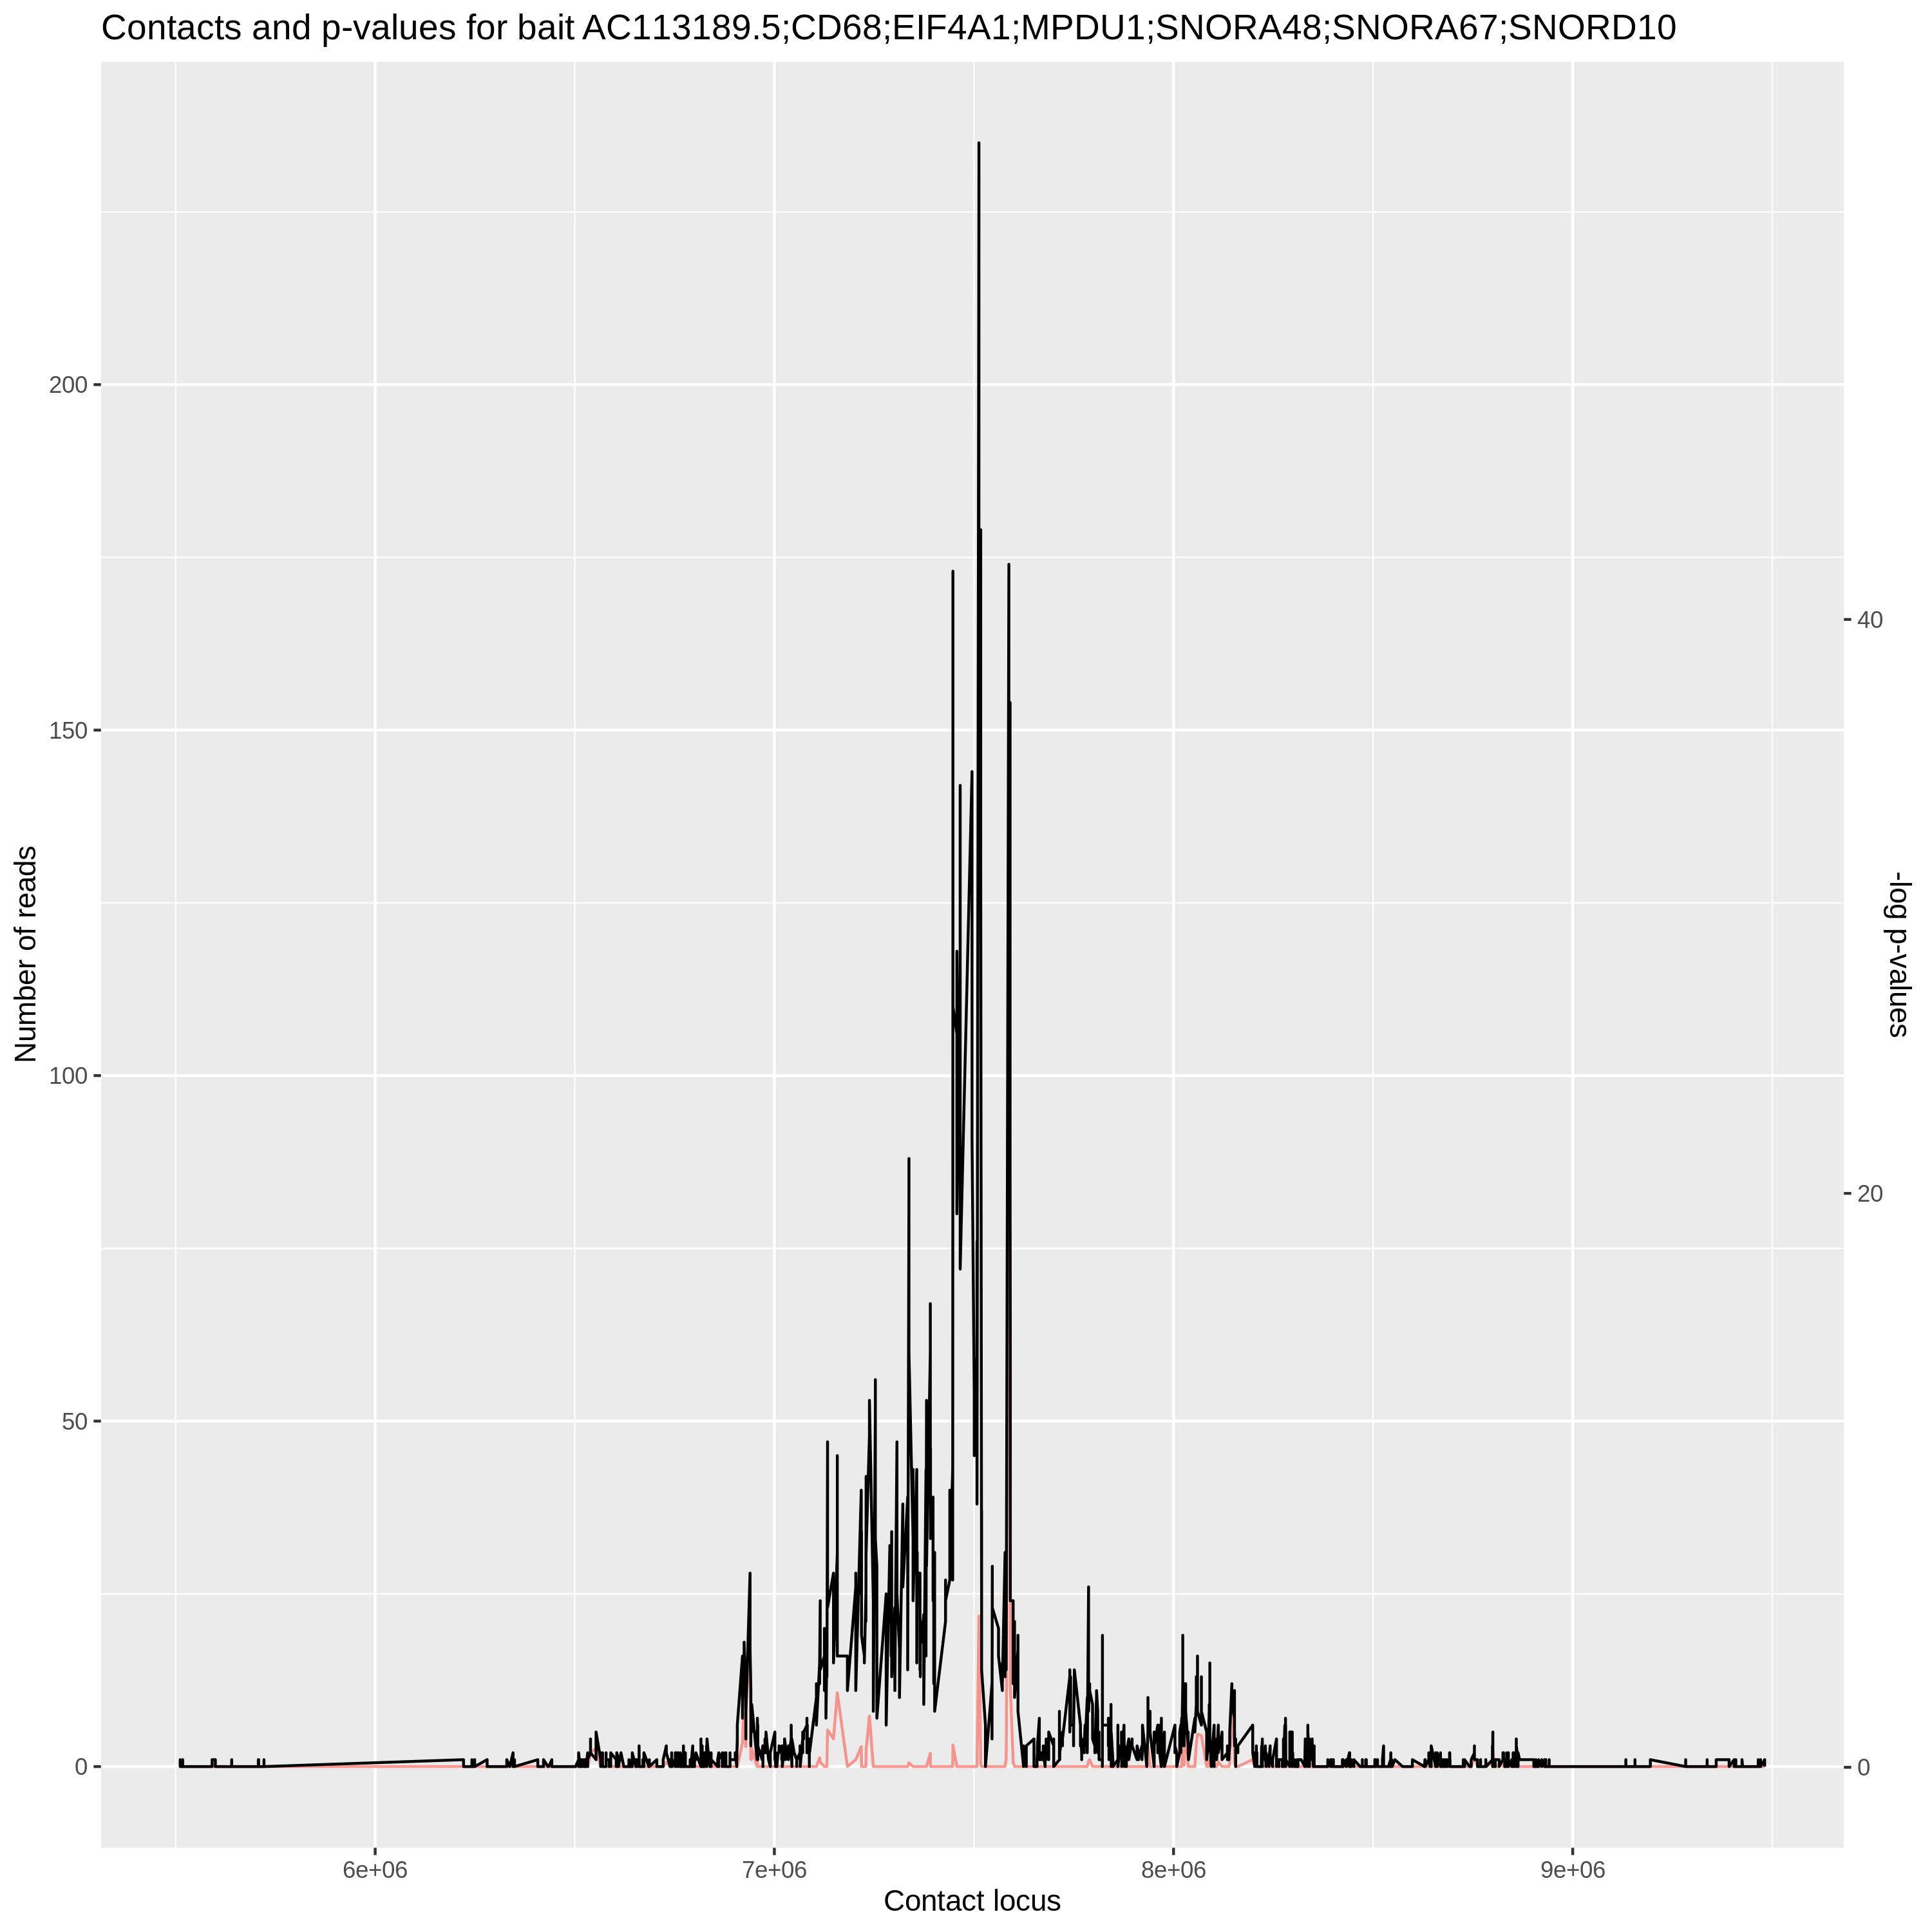 Contacts and p-values for bait AC113189.5;CD68;EIF4A1;MPDU1;SNORA48;SNORA67;SNORD10
Number of reads
200
150
100
50
0
40
20
0
-log p-values
6e+06
7e+06
8e+06
9e+06
Contact locus